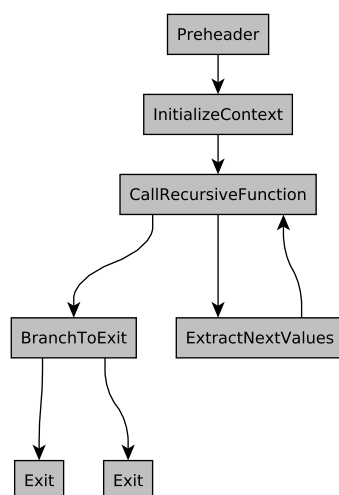 Preheader
InitializeContext
CallRecursiveFunction
BranchToExit
ExtractNextValues
Exit
Exit